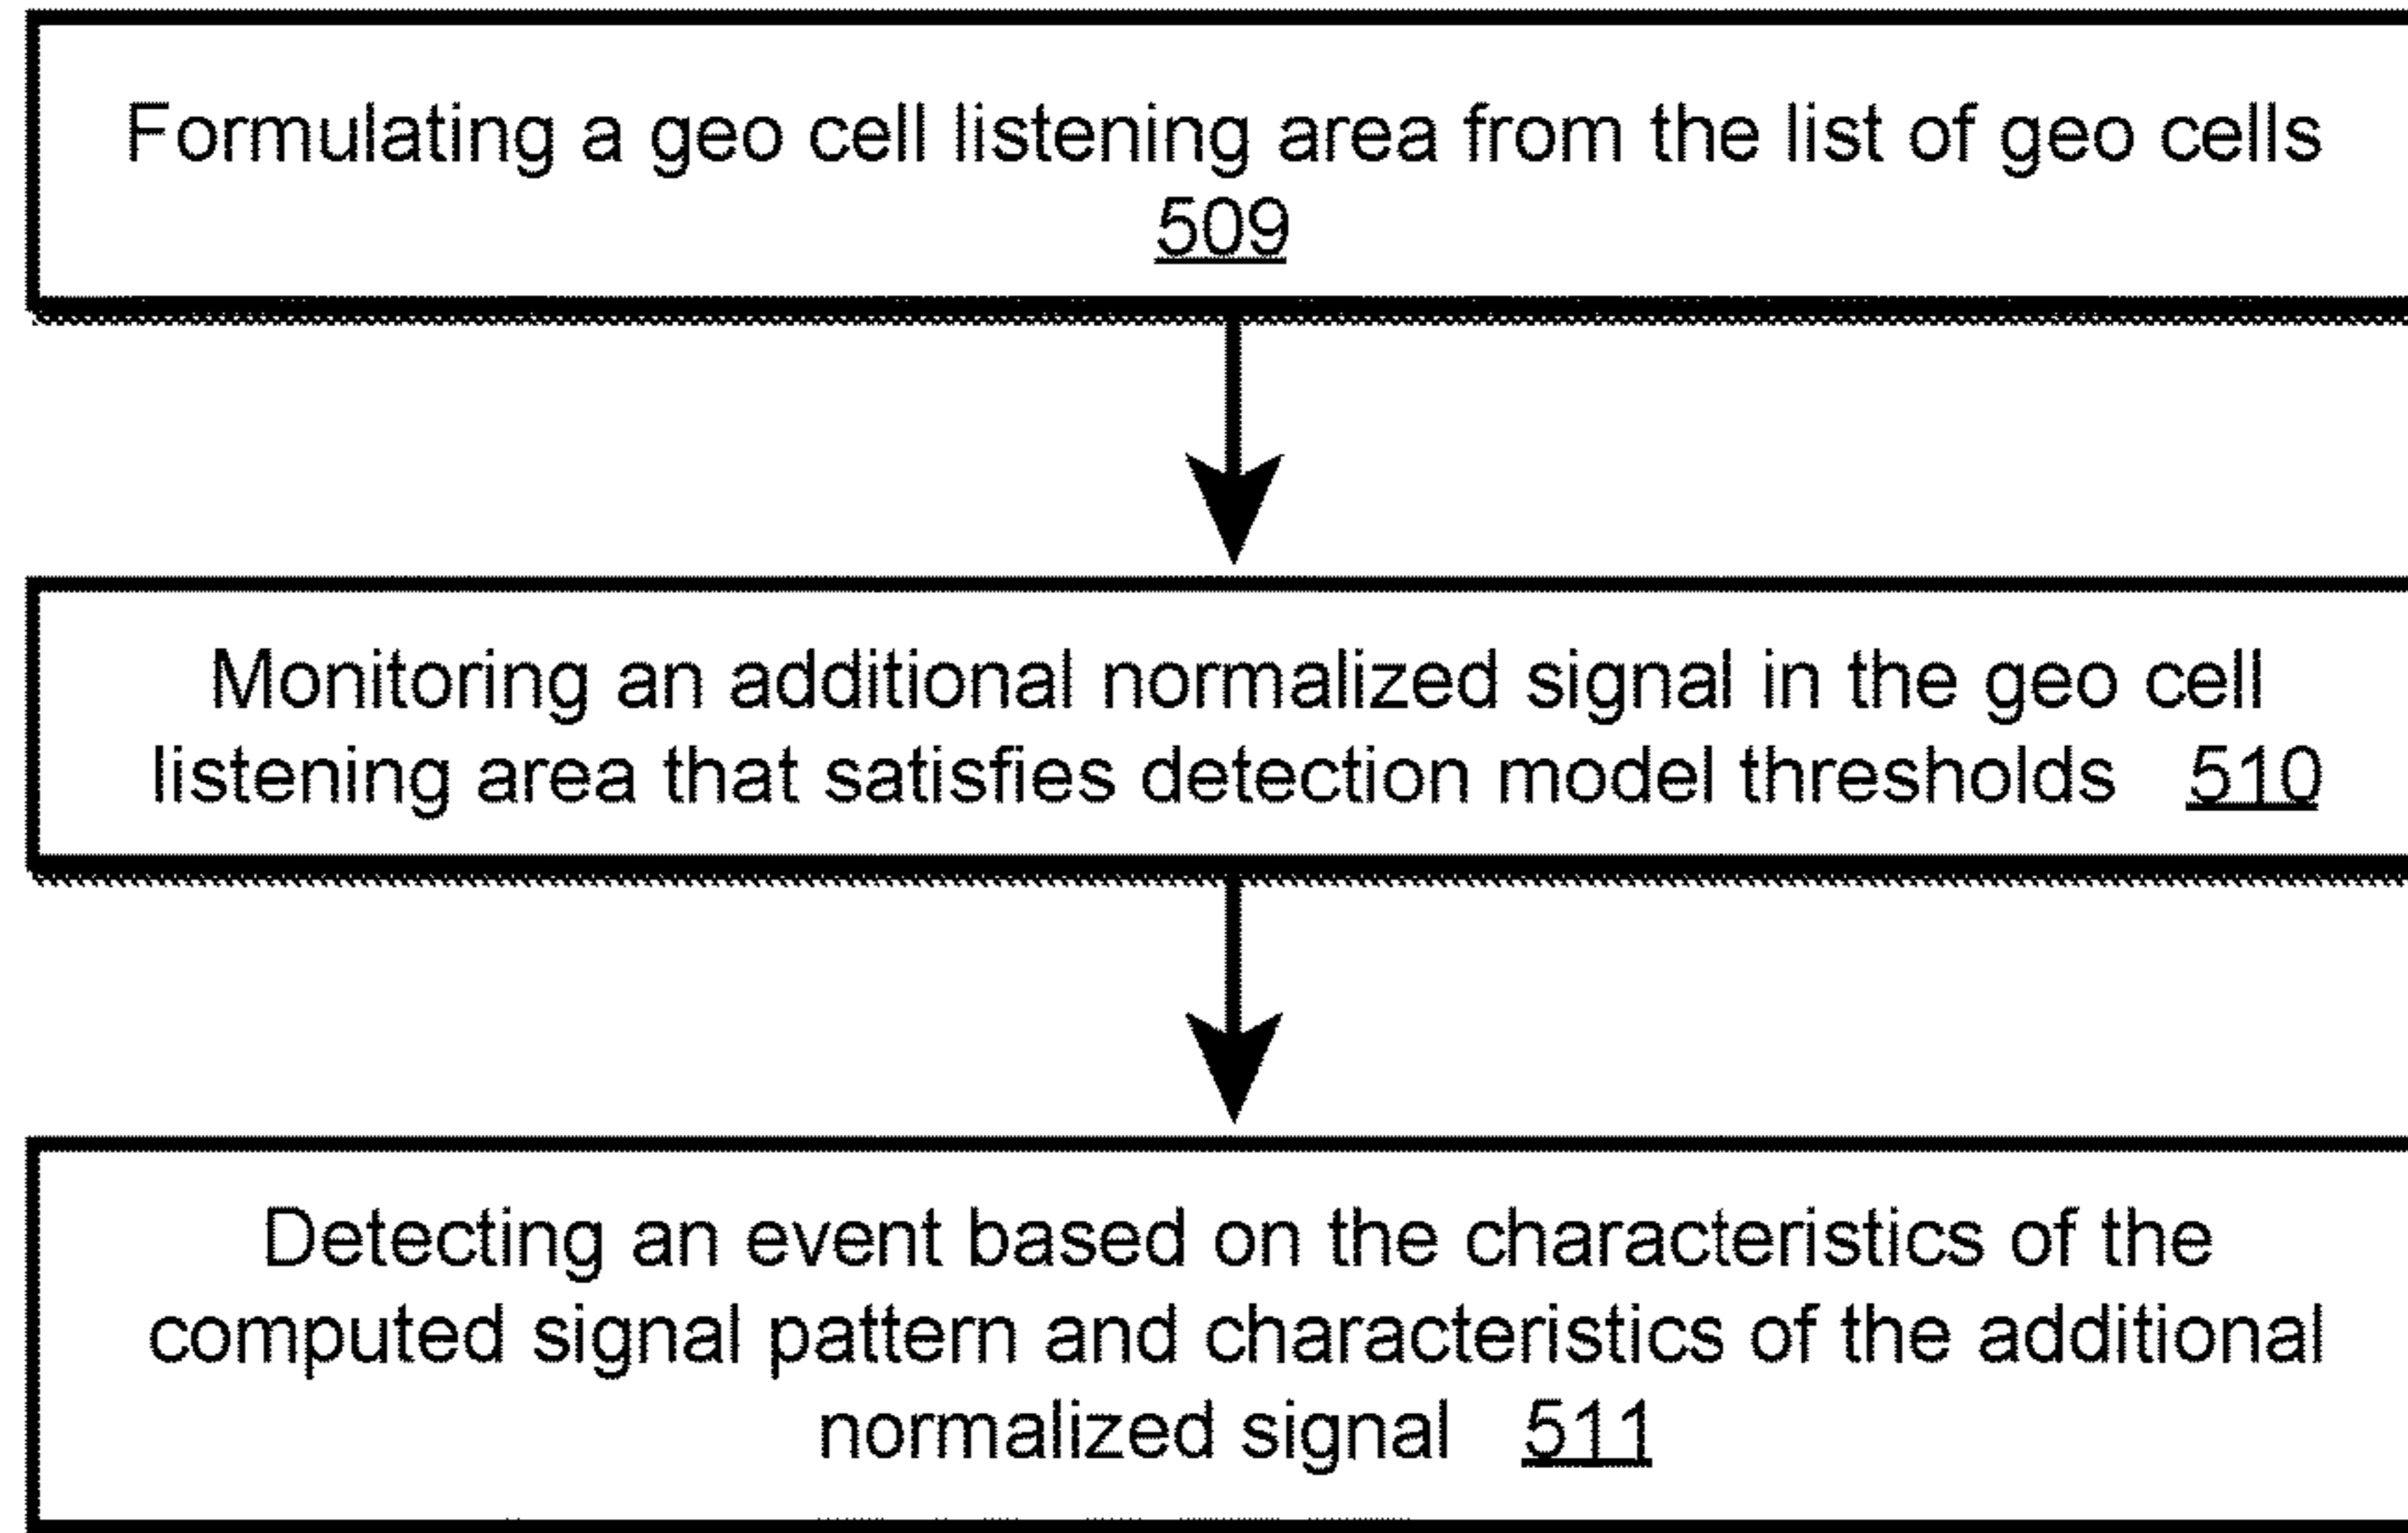 Formulating a geo cell listening area from the list of geo cells
509
Monitoring an additional normalized signal in the geo cell
listening area that satisfies detection model thresholds 510
Detecting an event based on the characteristics of the
computed signal pattern and characteristics of the additional
normalized signal 511